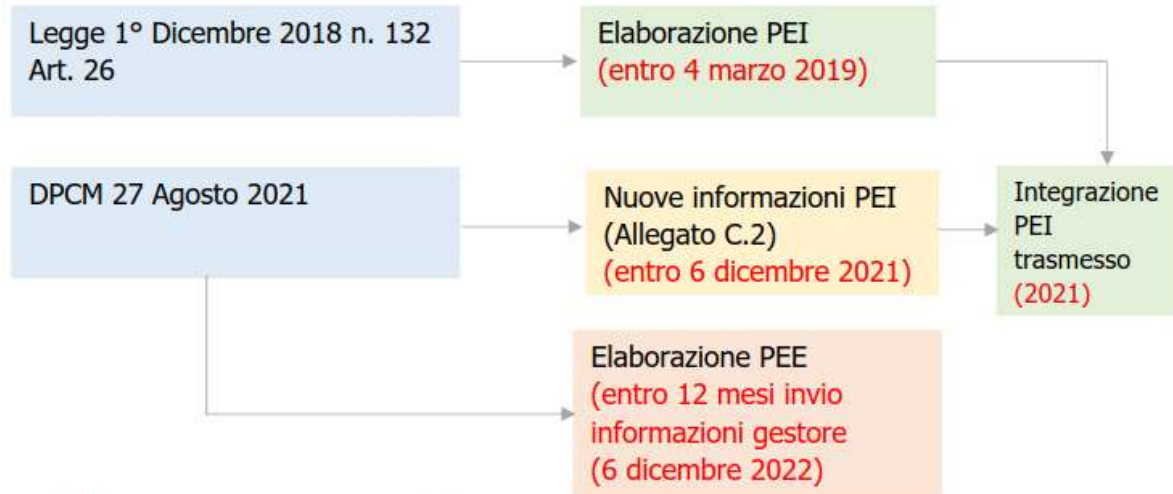 Legge 1° Dicembre 2018 n. 132
Art. 26
Elaborazione PEI
(entro 4 marzo 2019)
DPCM 27 Agosto 2021
Nuove informazioni PEI
(Allegato C.2)
(entro 6 dicembre 2021)
Integrazione
PEI
trasmesso
(2021)
Elaborazione PEE
(entro 12 mesi invio
informazioni gestore
(6 dicembre 2022)